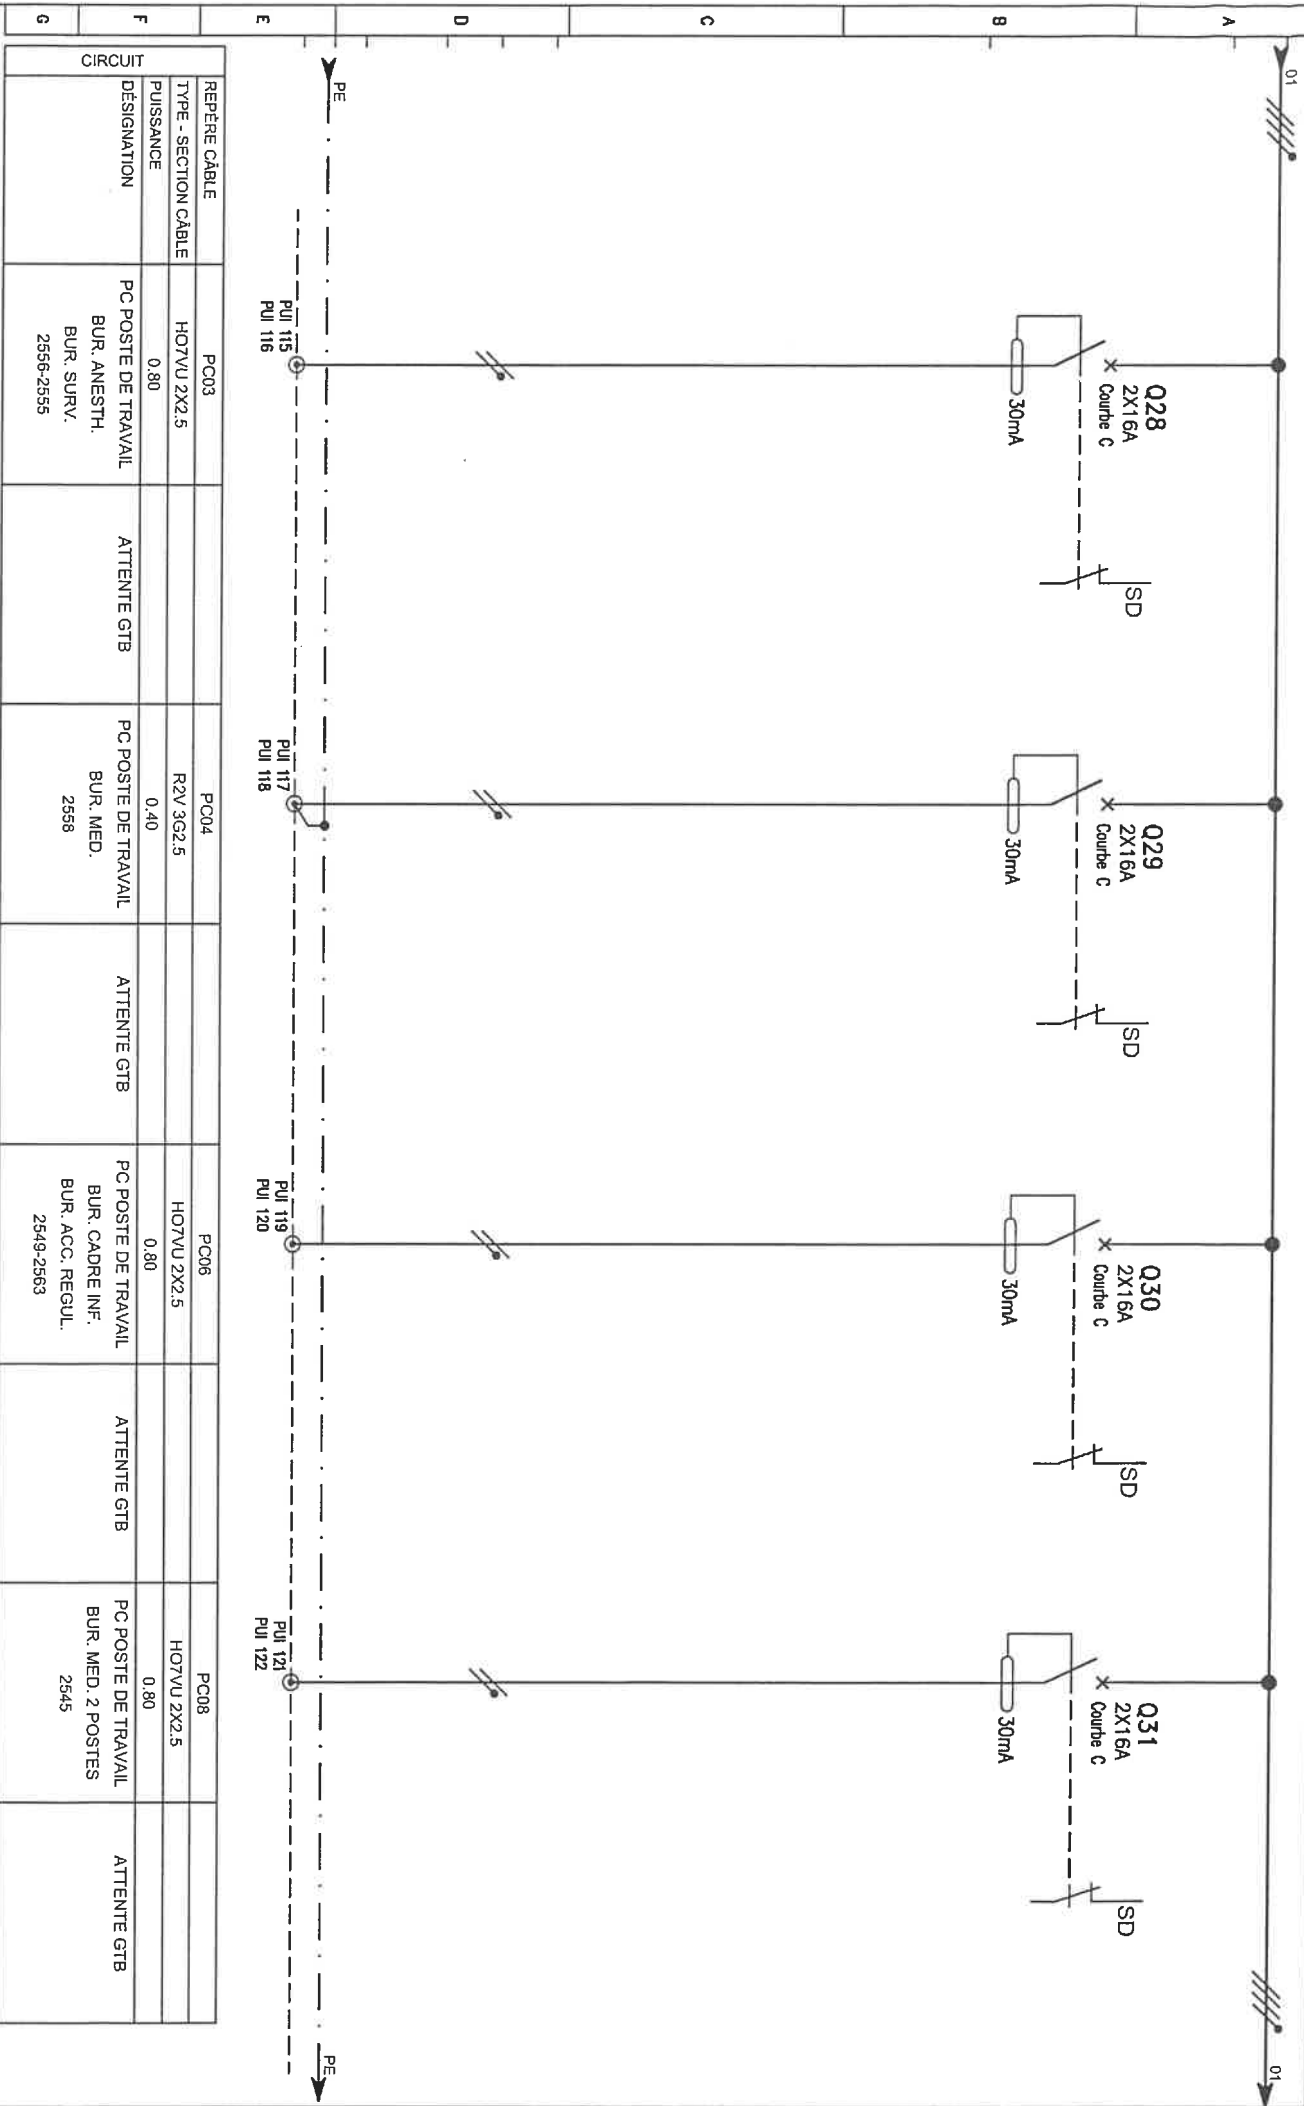 A
B
C
D
E
F
G
01
01
Q28
2X16A
Courbe C
30mA
SD
Q29
2X16A
Courbe C
30mA
SD
Q30
2X16A
Courbe C
30mA
SD
Q31
2X16A
Courbe C
30mA
SD
PE
PE
PUI 115
PUI 116
PUI 117
PUI 118
PUI 119
PUI 120
PUI 121
PUI 122
CIRCUIT
REPÈRE CÂBLE
PC03
PC04
PC06
PC08
TYPE - SECTION CÂBLE
HO7VU 2X2.5
R2V 3G2.5
HO7VU 2X2.5
HO7VU 2X2.5
PUISSANCE
0.80
0.40
0.80
0.80
DÉSIGNATION
PC POSTE DE TRAVAIL
BUR. ANESTH.
BUR. SURV.
2556-2555
ATTENTE GTB
PC POSTE DE TRAVAIL
BUR. MED.
2558
ATTENTE GTB
PC POSTE DE TRAVAIL
BUR. CADRE INF.
BUR. ACC. REGUL.
2549-2563
ATTENTE GTB
PC POSTE DE TRAVAIL
BUR. MED. 2 POSTES
2545
ATTENTE GTB